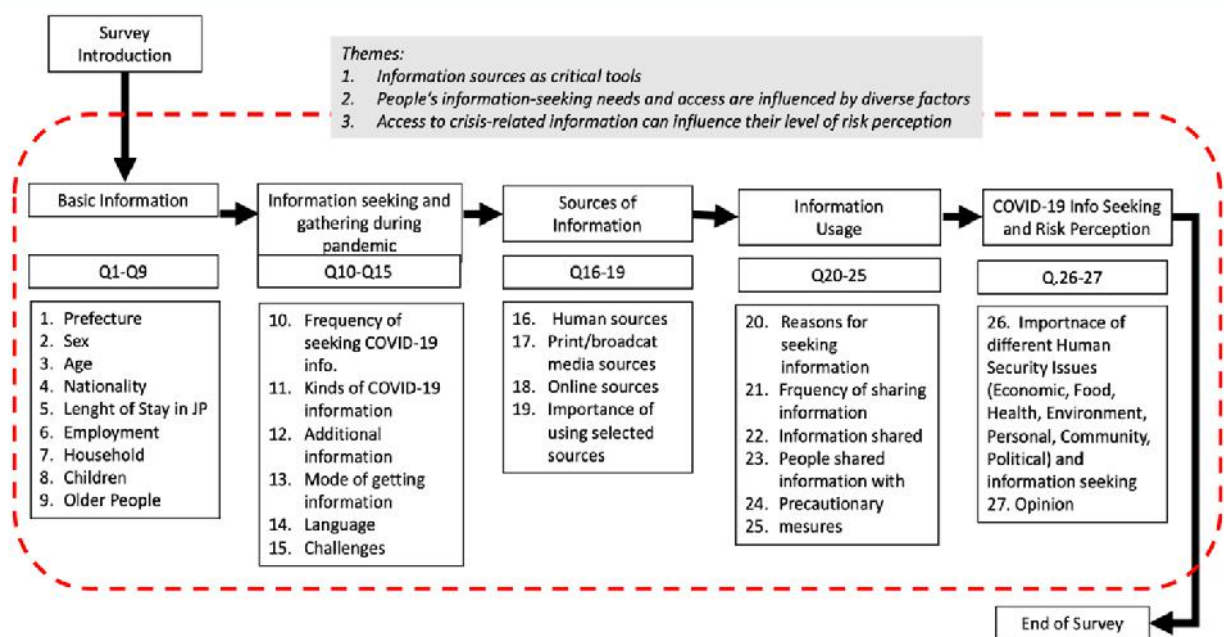 Survey
Introduction
Themes:
1. Information sources as critical tools
2. People's information-seeking needs and access are influenced by diverse factors
3. Access to crisis-related information can influence their level of risk perception
Basic Information
Q1-Q9
1. Prefecture
2. Sex
3. Age
4. Nationality
5. Lenght of Stay in JP
6. Employment
7. Household
8. Children
9. Older People
Information seeking and
gathering during
pandemic
Q10-Q15
10. Frequency of
seeking COVID-19
info.
11. Kinds of COVID-19
information
12. Additional
information
13. Mode of getting
information
14. Language
15. Challenges
Sources of
Information
Q16-19
16. Human sources
17. Print/broadcat
media sources
18. Online sources
19. Importance of
using selected
sources
Information
Usage
Q20-25
20. Reasons for
seeking
information
21. Frquency of sharing
information
22. Information shared
23. People shared
information with
24. Precautionary
25. mesures
COVID-19 Info Seeking
and Risk Perception
Q.26-27
26. Importnace of
different Human
Security Issues
(Economic, Food,
Health, Environment,
Personal, Community,
Political) and
information seeking
27. Opinion
End of Survey